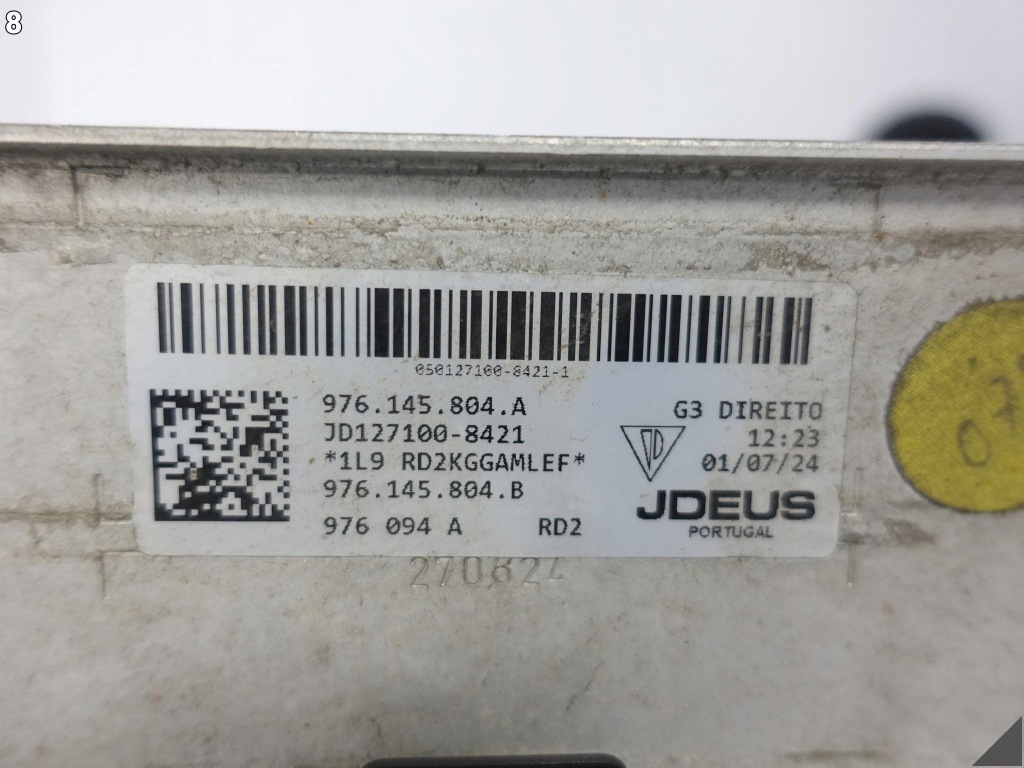 8
050127100-8421-1
976.145.804.A
G3 DIREITO
JD127100-8421
12:23
*1L9 RD2KGGAMLEF*
01/07/24
976.145.804.B
JDEUS
976 094 A
RD2
PORTUGAL
JD
270824